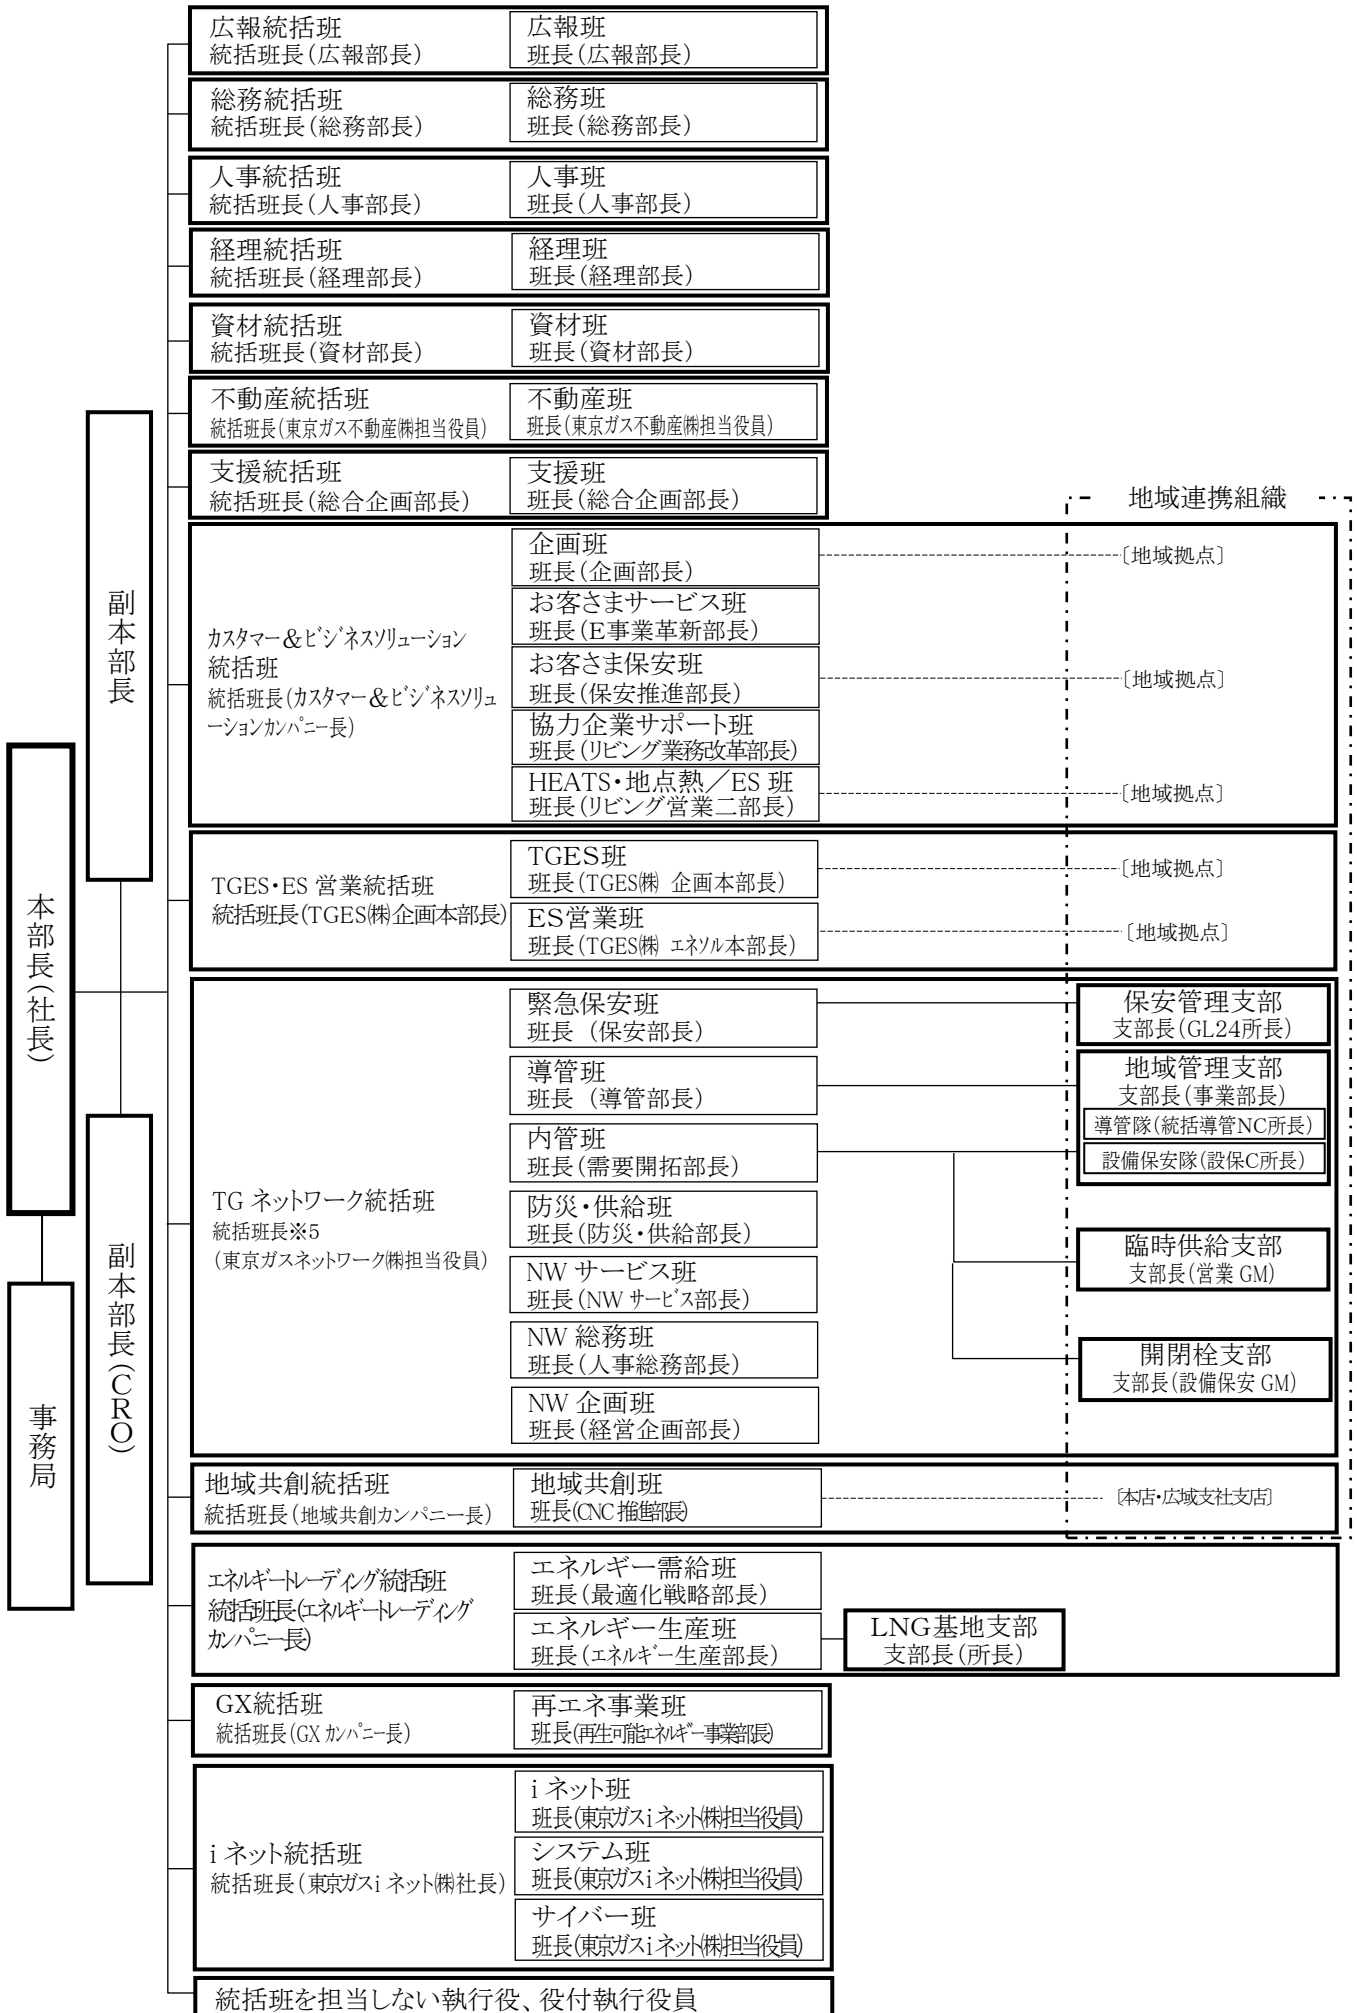 広報統括班
統括班長(広報部長)
広報班
班長(広報部長)
総務統括班
統括班長(総務部長)
総務班
班長(総務部長)
人事統括班
統括班長(人事部長)
人事班
班長(人事部長)
経理統括班
統括班長(経理部長)
経理班
班長(経理部長)
資材統括班
統括班長(資材部長)
資材班
班長(資材部長)
不動産統括班
統括班長(東京ガス不動産㈱担当役員)
不動産班
班長(東京ガス不動産㈱担当役員)
支援統括班
統括班長(総合企画部長)
支援班
班長(総合企画部長)
地域連携組織
副本部長
カスタマー&ビジネスソリューション
統括班
統括班長(カスタマー&ビジネスソリュ
ーションカンパニー長)
企画班
班長(企画部長)
〔地域拠点〕
お客さまサービス班
班長(E事業革新部長)
お客さま保安班
班長(保安推進部長)
〔地域拠点〕
協力企業サポート班
班長(リビング業務改革部長)
HEATS・地点熱/ES 班
班長(リビング営業二部長)
〔地域拠点〕
TGES・ES 営業統括班
統括班長(TGES㈱企画本部長)
TGES班
班長(TGES㈱ 企画本部長)
〔地域拠点〕
ES営業班
班長(TGES㈱ エネソル本部長)
〔地域拠点〕
本部長(社長)
事務局
副本部長(CRO)
TG ネットワーク統括班
統括班長※5
(東京ガスネットワーク㈱担当役員)
緊急保安班
班長 (保安部長)
導管班
班長 (導管部長)
内管班
班長(需要開拓部長)
防災・供給班
班長(防災・供給部長)
NW サービス班
班長(NW サービス部長)
NW 総務班
班長(人事総務部長)
NW 企画班
班長(経営企画部長)
保安管理支部
支部長(GL24所長)
地域管理支部
支部長(事業部長)
導管隊(統括導管NC所長)
設備保安隊(設保C所長)
臨時供給支部
支部長(営業 GM)
開閉栓支部
支部長(設備保安 GM)
地域共創統括班
統括班長(地域共創カンパニー長)
地域共創班
班長(CNC 推進部長)
〔本店・広域支社支店〕
エネルギートレーディング統括班
統括班長(エネルギートレーディング
カンパニー長)
エネルギー需給班
班長(最適化戦略部長)
エネルギー生産班
班長(エネルギー生産部長)
LNG基地支部
支部長(所長)
GX統括班
統括班長(GX カンパニー長)
再エネ事業班
班長(再生可能エネルギー事業部長)
i ネット統括班
統括班長(東京ガスi ネット㈱社長)
i ネット班
班長(東京ガスi ネット㈱担当役員)
システム班
班長(東京ガスi ネット㈱担当役員)
サイバー班
班長(東京ガスi ネット㈱担当役員)
統括班を担当しない執行役、役付執行役員